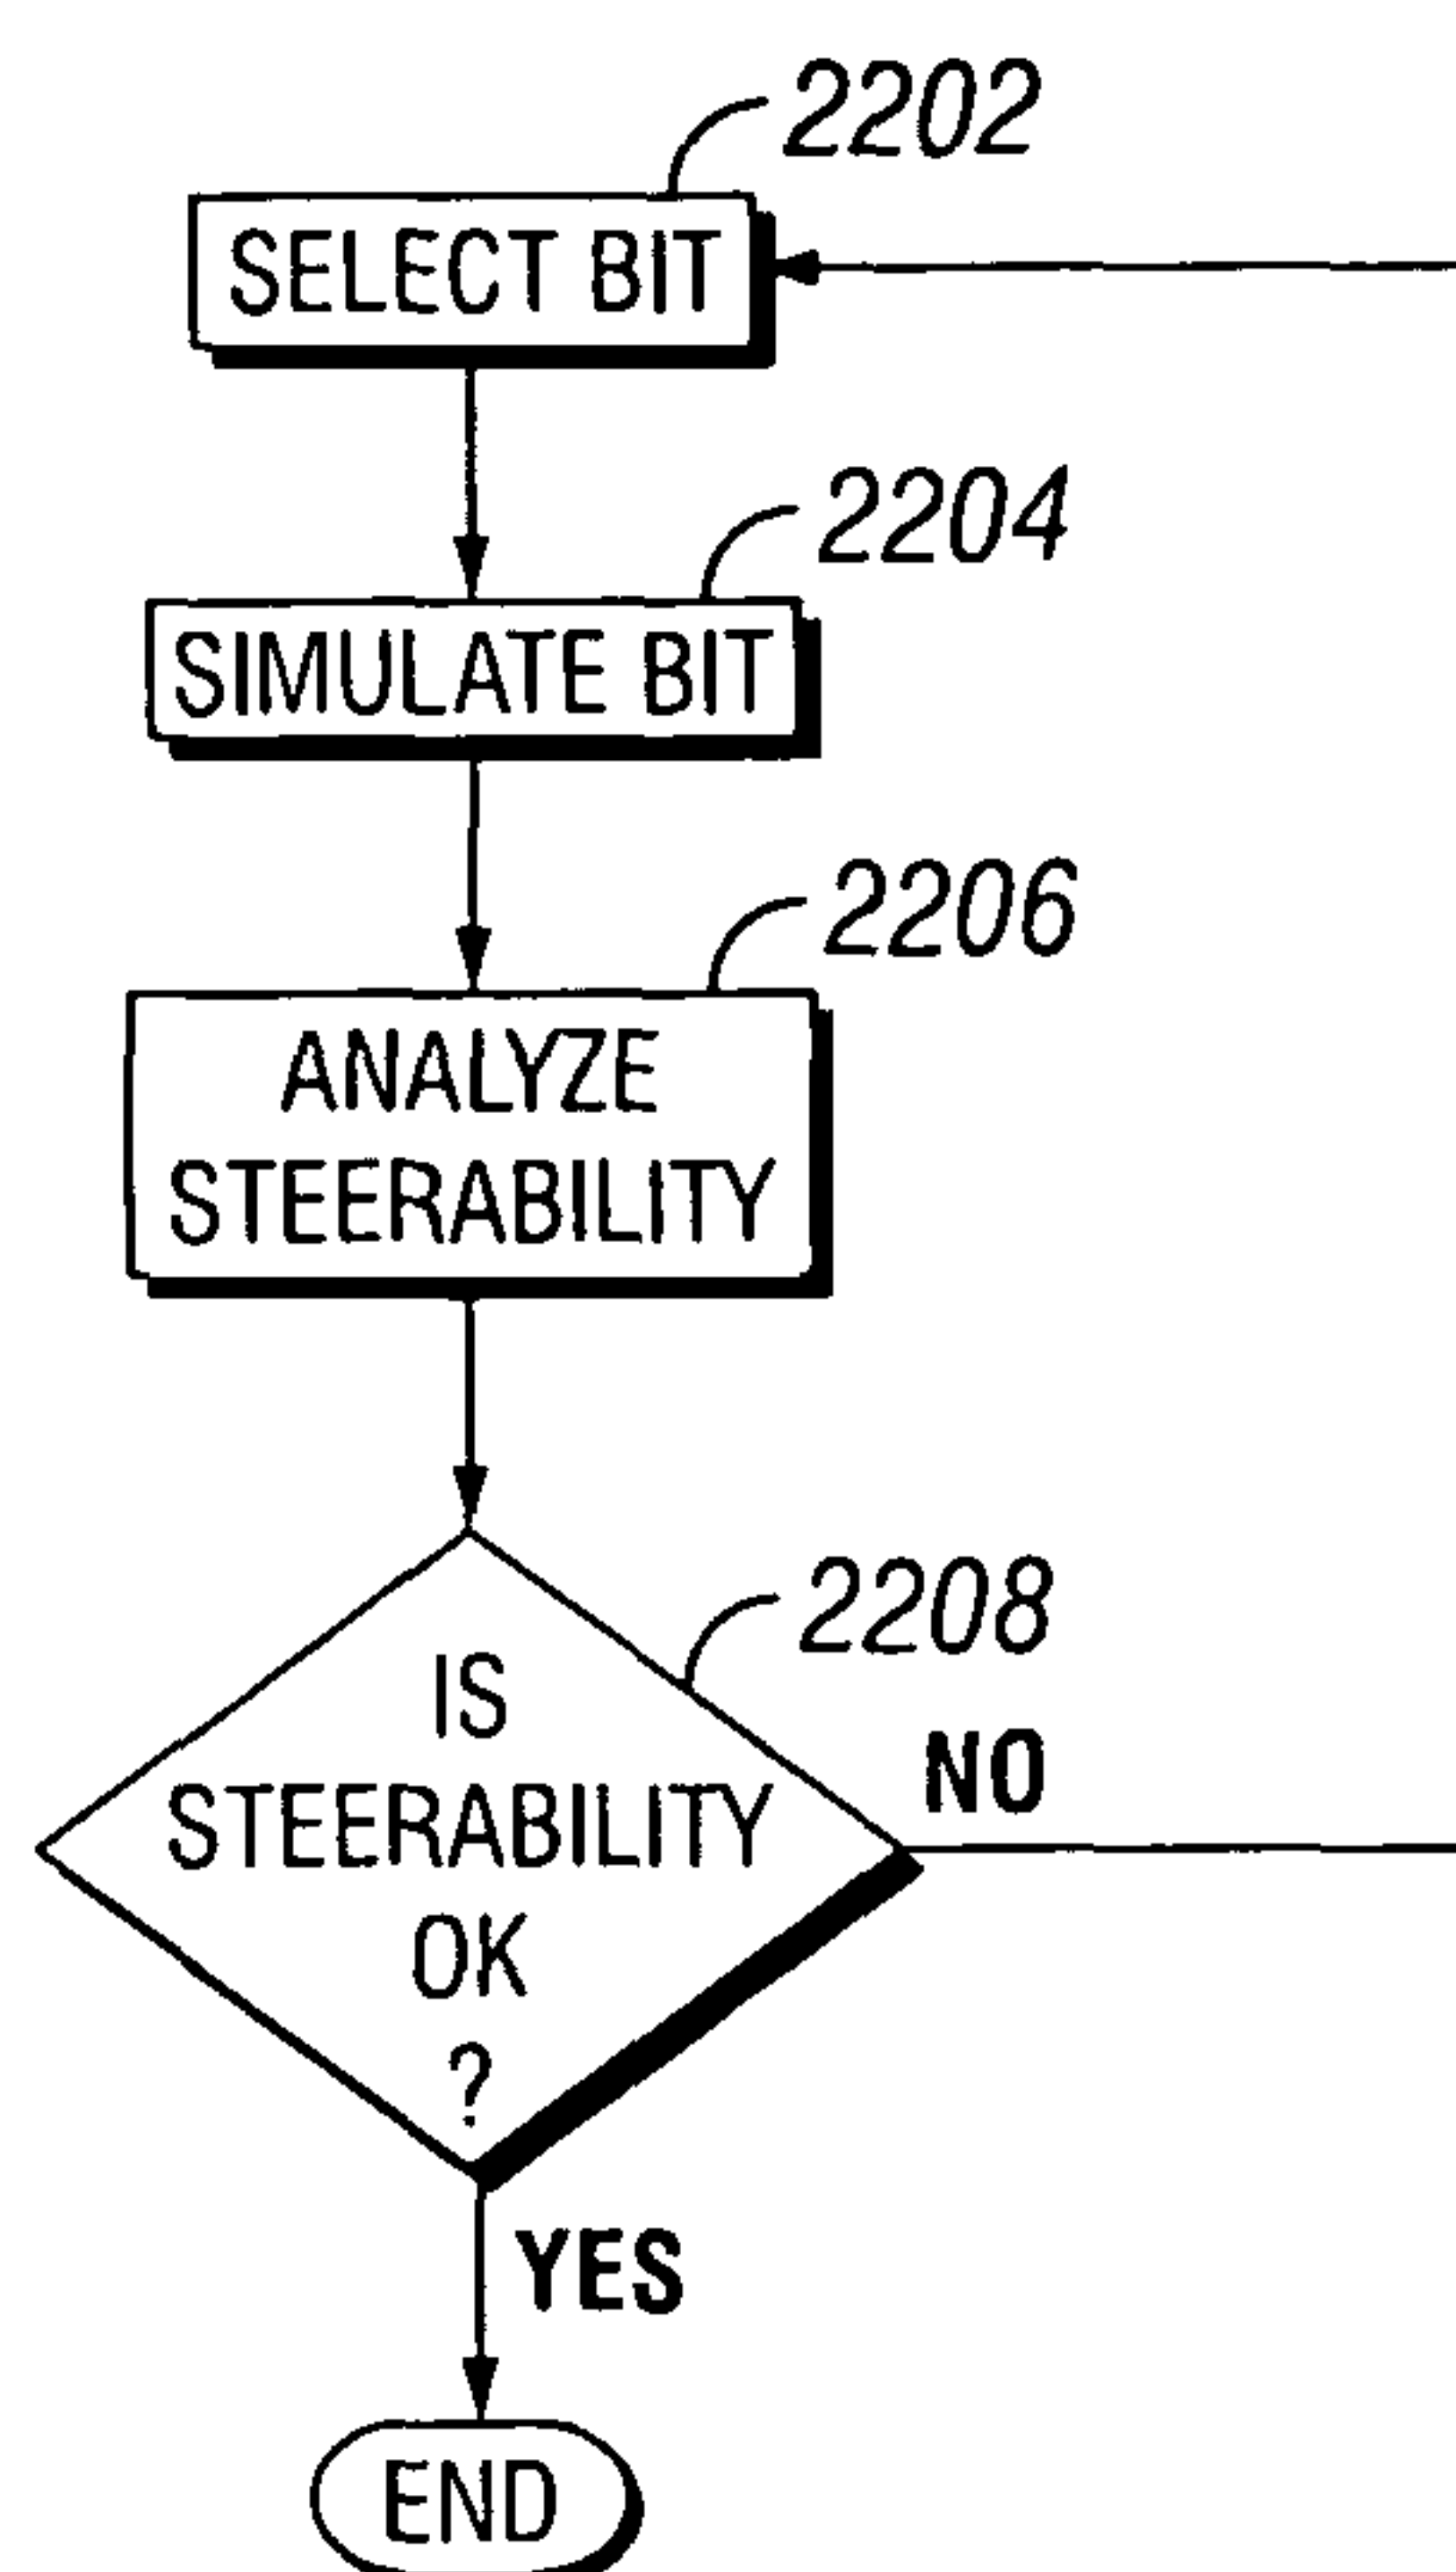 2202
SELECT BIT
2204
SIMULATE BIT
2206
ANALYZE
STEERABILITY
2208
IS
STEERABILITY
OK
?
NO
YES
END